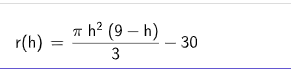 r(h) = π h² (9 – h) / 3 – 30